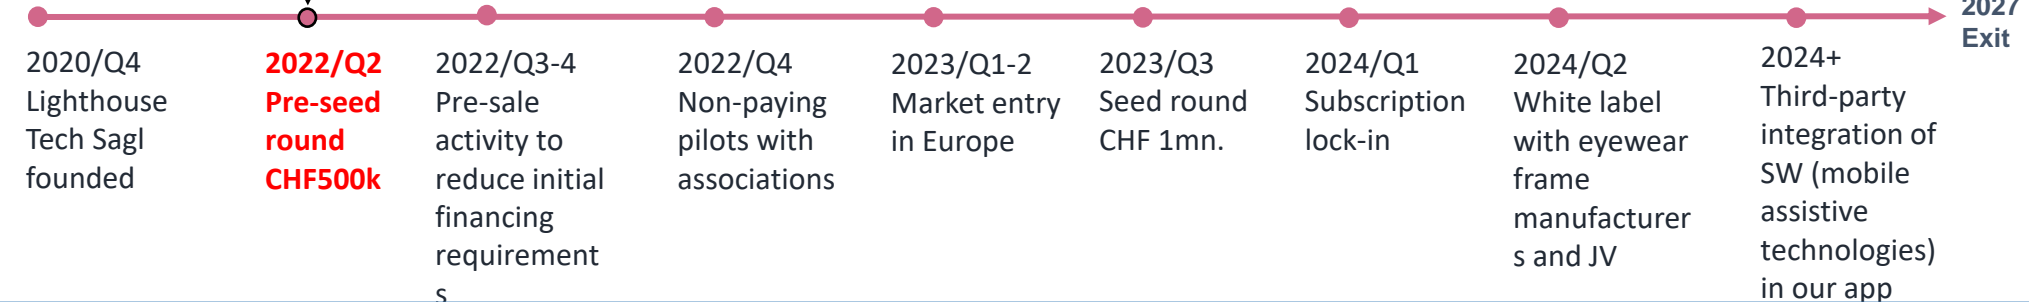 2020/Q4
Lighthouse
Tech Sagl
founded
2022/Q2
Pre-seed
round
CHF500k
2022/Q3-4
Pre-sale
activity to
reduce initial
financing
requirement
s
2022/Q4
Non-paying
pilots with
associations
2023/Q1-2
Market entry
in Europe
2023/Q3
Seed round
CHF 1mn.
2024/Q1
Subscription
lock-in
2024/Q2
White label
with eyewear
frame
manufacturer
s and JV
2024+
Third-party
integration of
SW (mobile
assistive
technologies)
in our app
2027
Exit